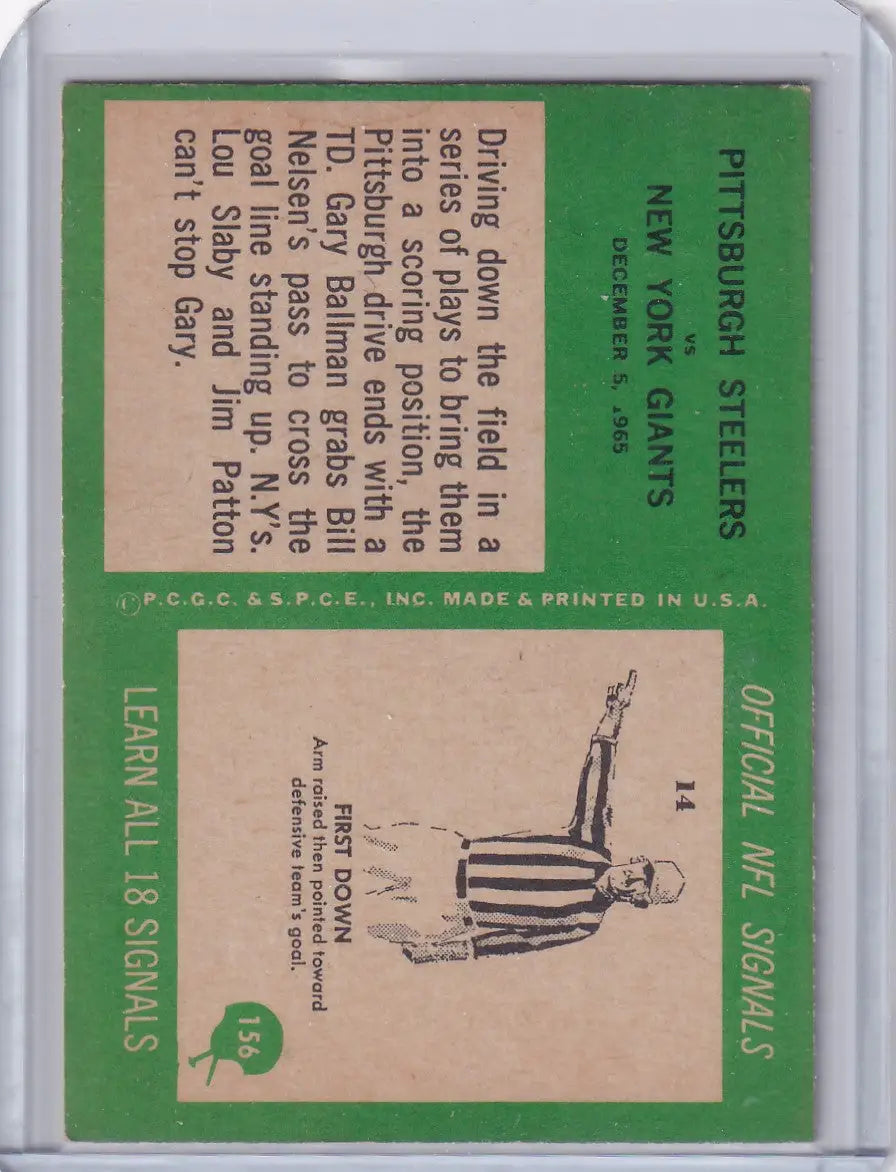 PITTSBURGH STEELERS
VS
NEW YORK GIANTS
DECEMBER 5, 1965
Driving down the field in a
series of plays to bring them
into a scoring position, the
Pittsburgh drive ends with a
TD. Gary Ballman grabs Bill
Nelsen's pass to cross the
goal line standing up. N.Y's.
Lou Slaby and Jim Patton
can't stop Gary.
© P.C.G.C. & S.P.C.E., INC. MADE & PRINTED IN U.S.A.
OFFICIAL NFL SIGNALS
14
FIRST DOWN
Arm raised then pointed toward
defensive team's goal.
156
LEARN ALL 18 SIGNALS